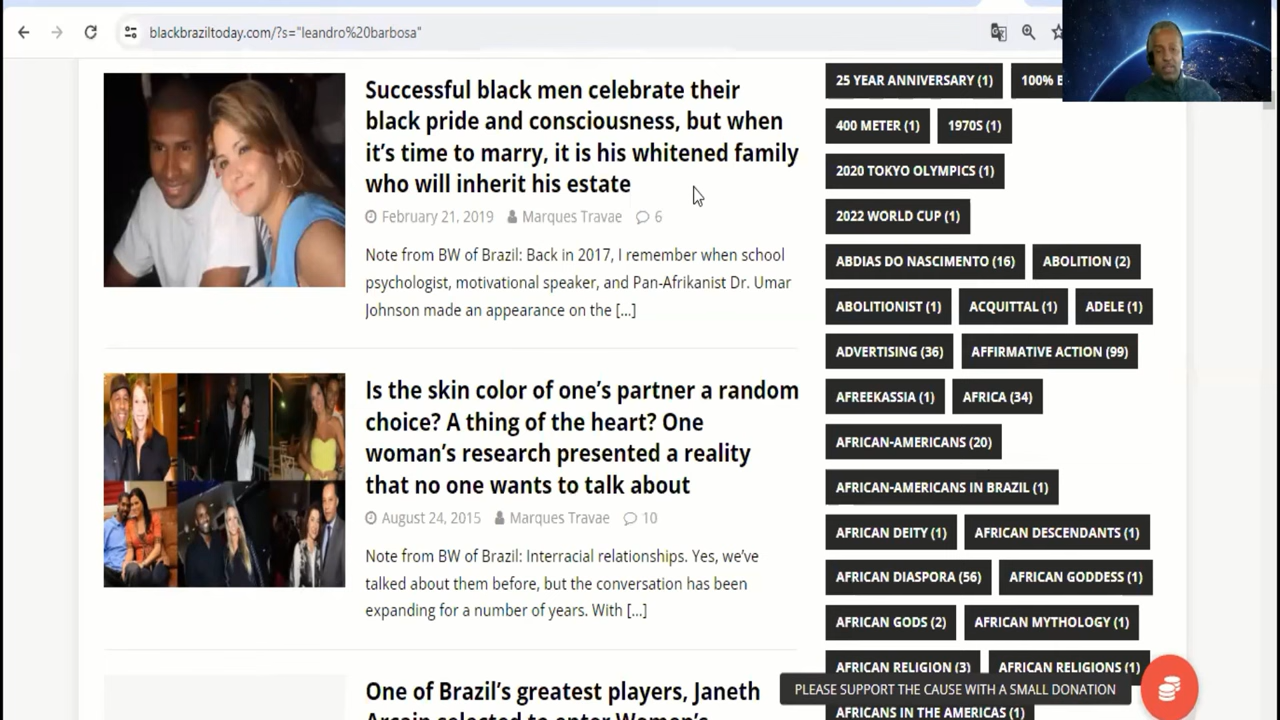 blackbraziltoday.com/?s="leandro%20barbosa"
Successful black men celebrate their
black pride and consciousness, but when
it's time to marry, it is his whitened family
who will inherit his estate
February 21, 2019 Marques Travae 6
Note from BW of Brazil: Back in 2017, I remember when school
psychologist, motivational speaker, and Pan-Afrikanist Dr. Umar
Johnson made an appearance on the [...]
Is the skin color of one's partner a random
choice? A thing of the heart? One
woman's research presented a reality
that no one wants to talk about
August 24, 2015 Marques Travae 10
Note from BW of Brazil: Interracial relationships. Yes, we've
talked about them before, but the conversation has been
expanding for a number of years. With [...]
One of Brazil's greatest players, Janeth
Arcain selected to enter Women's
25 YEAR ANNIVERSARY (1) 100%
400 METER (1) 1970S (1)
2020 TOKYO OLYMPICS (1)
2022 WORLD CUP (1)
ABDIAS DO NASCIMENTO (16) ABOLITION (2)
ABOLITIONIST (1) ACQUITTAL (1) ADELE (1)
ADVERTISING (36) AFFIRMATIVE ACTION (99)
AFREEKASSIA (1) AFRICA (34)
AFRICAN-AMERICANS (20)
AFRICAN-AMERICANS IN BRAZIL (1)
AFRICAN DEITY (1) AFRICAN DESCENDANTS (1)
AFRICAN DIASPORA (56) AFRICAN GODDESS (1)
AFRICAN GODS (2) AFRICAN MYTHOLOGY (1)
AFRICAN RELIGION (3) AFRICAN RELIGIONS (1)
PLEASE SUPPORT THE CAUSE WITH A SMALL DONATION
AFRICANS IN THE AMERICAS (1)